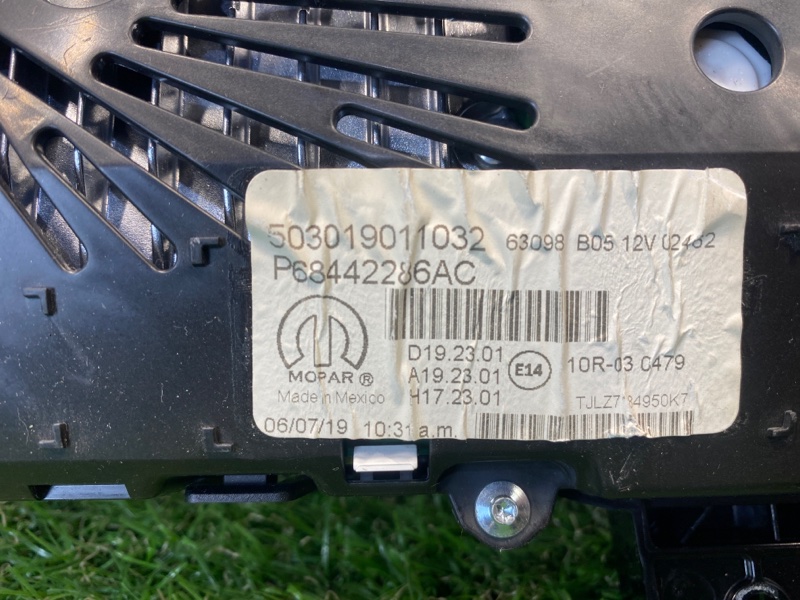 503019011032 63098 B05 12V 02462
P68442286AC
MOPAR®
D19.23.01
A19.23.01
H17.23.01
E14
10R-03 0479
Made in Mexico
06/07/19 10:31 a.m.